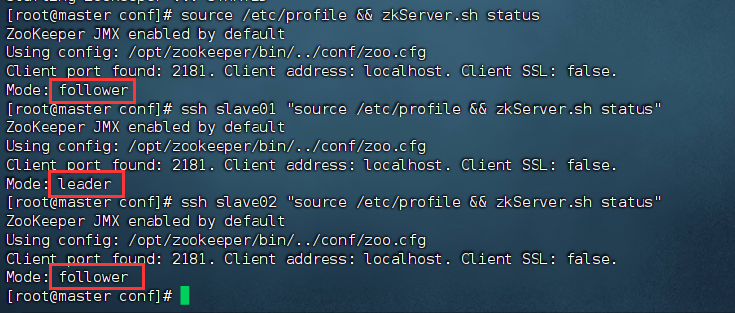 [root@master conf]# source /etc/profile && zkServer.sh status
ZooKeeper JMX enabled by default
Using config: /opt/zookeeper/bin/../conf/zoo.cfg
Client port found: 2181. Client address: localhost. Client SSL: false.
Mode: follower
[root@master conf]# ssh slave01 "source /etc/profile && zkServer.sh status"
ZooKeeper JMX enabled by default
Using config: /opt/zookeeper/bin/../conf/zoo.cfg
Client port found: 2181. Client address: localhost. Client SSL: false.
Mode: leader
[root@master conf]# ssh slave02 "source /etc/profile && zkServer.sh status"
ZooKeeper JMX enabled by default
Using config: /opt/zookeeper/bin/../conf/zoo.cfg
Client port found: 2181. Client address: localhost. Client SSL: false.
Mode: follower
[root@master conf]#